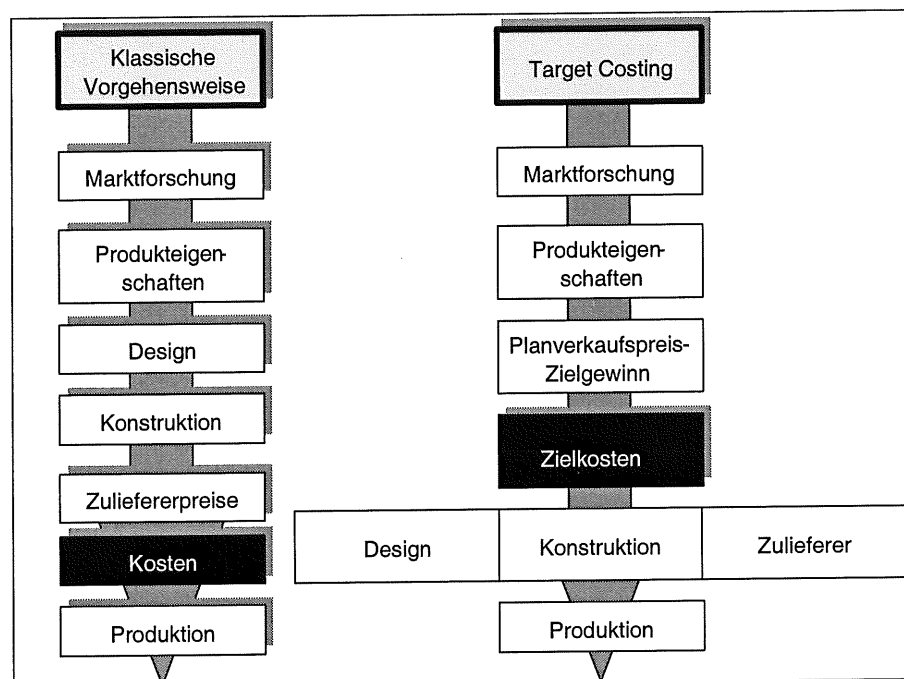 Klassische
Vorgehensweise
Marktforschung
Produkteigen-
schaften
Design
Konstruktion
Zuliefererpreise
Kosten
Produktion
Target Costing
Marktforschung
Produkteigen-
schaften
Planverkaufspreis-
Zielgewinn
Zielkosten
Design
Konstruktion
Zulieferer
Produktion